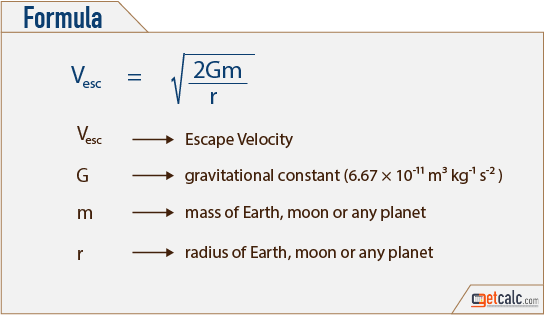 Formula
Vesc = √(2Gm / r)
Vesc → Escape Velocity
G → gravitational constant (6.67 × 10⁻¹¹ m³ kg⁻¹ s⁻²)
m → mass of Earth, moon or any planet
r → radius of Earth, moon or any planet
getcalc.com